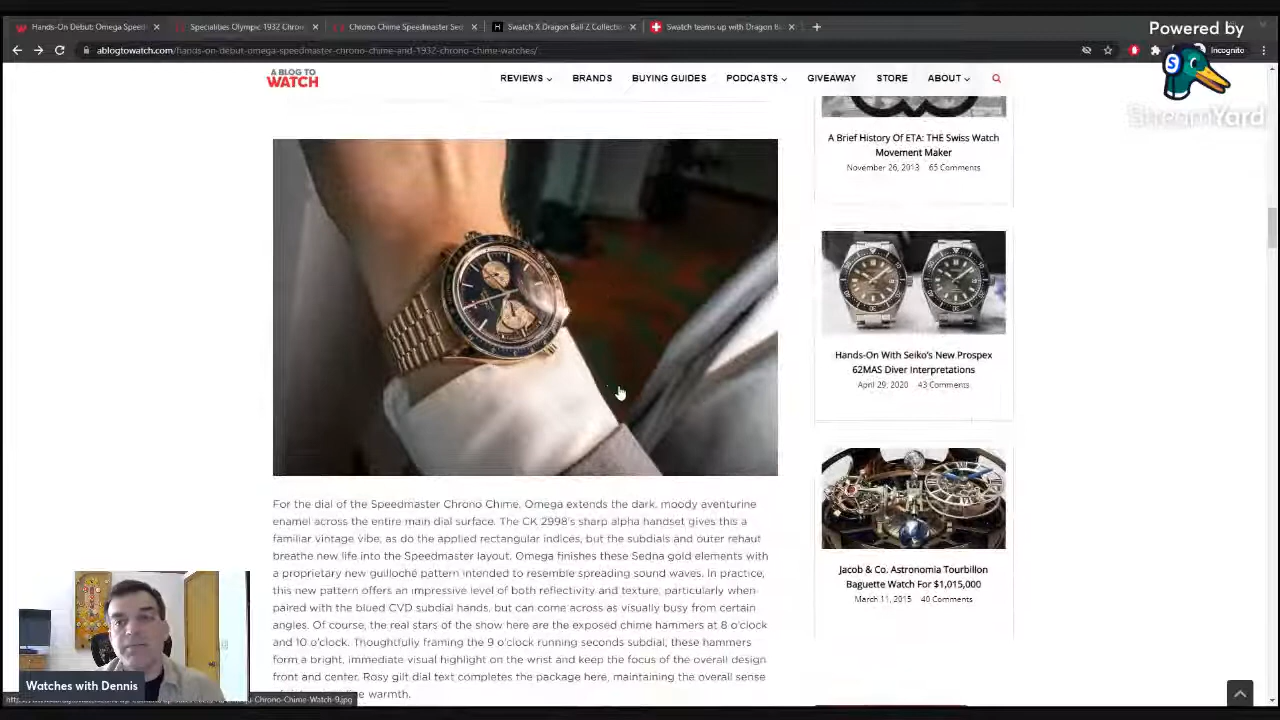 Hands-On Debut: Omega Speed
Specialities Olympic 1932 Chron
Chrono Chime Speedmaster
Swatch X Dragon Ball Z Collecti
Swatch teams up with Dragon B
Powered by
ablogtowatch.com/hands-on-debut-omega-speedmaster-chrono-chime-and-1932-chrono-chime-watches/
Incognito
S
StreamYard
A BLOG TO
WATCH
REVIEWS
BRANDS
BUYING GUIDES
PODCASTS
GIVEAWAY
STORE
ABOUT
A Brief History Of ETA: THE Swiss Watch
Movement Maker
November 26, 2013 65 Comments
Hands-On With Seiko's New Prospex
62MAS Diver Interpretations
April 29, 2020 43 Comments
Jacob & Co. Astronomia Tourbillon
Baguette Watch For $1,015,000
March 11, 2015 40 Comments
For the dial of the Speedmaster Chrono Chime, Omega extends the dark, moody aventurine
enamel across the entire main dial surface. The CK 2998's sharp alpha handset gives this a
familiar vintage vibe, as do the applied rectangular indices, but the subdials and outer rehaut
breathe new life into the Speedmaster layout. Omega finishes these Sedna gold elements with
a proprietary new guilloché pattern intended to resemble spreading sound waves. In practice,
this new pattern offers an impressive level of both reflectivity and texture, particularly when
paired with the blued CVD subdial hands, but can come across as visually busy from certain
angles. Of course, the real stars of the show here are the exposed chime hammers at 8 o'clock
and 10 o'clock. Thoughtfully framing the 9 o'clock running seconds subdial, these hammers
form a bright, immediate visual highlight on the wrist and keep the focus of the overall design
front and center. Rosy gilt dial text completes the package here, maintaining the overall sense
warmth.
Watches with Dennis
Chrono-Chime-Watch-9.jpg